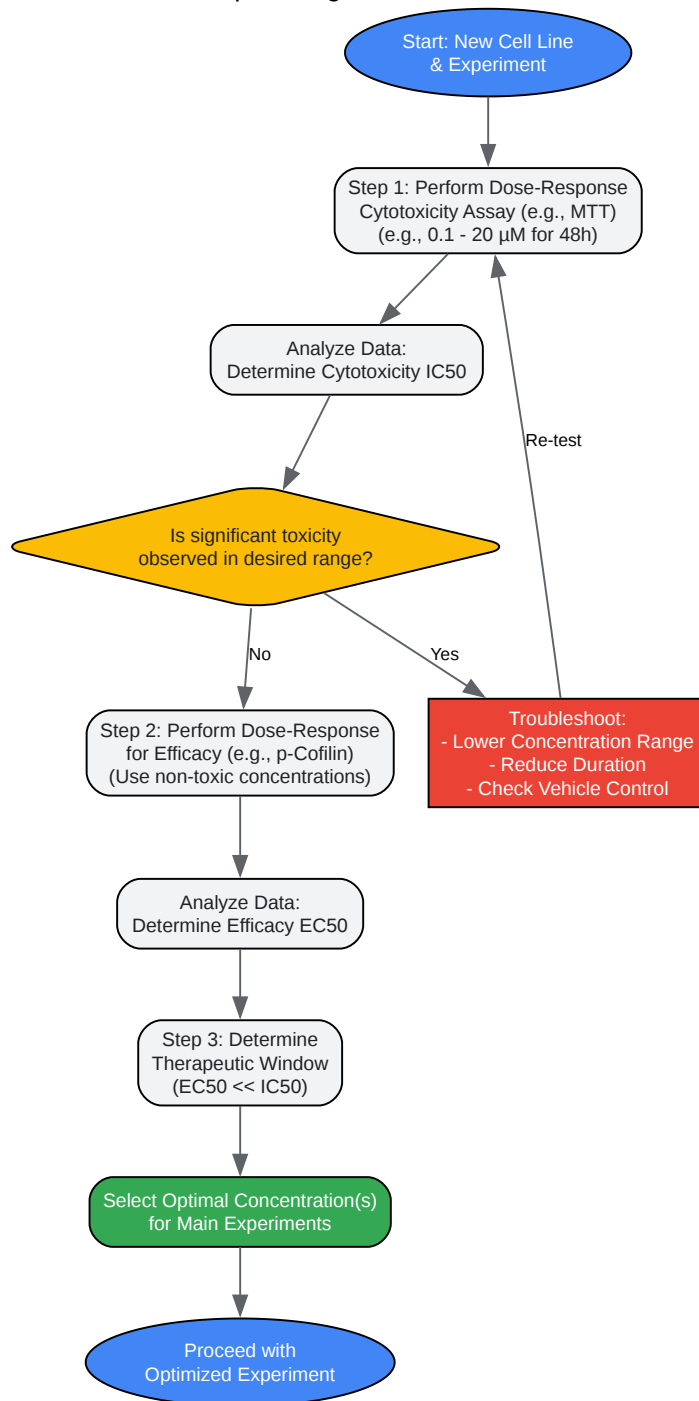 Start: New Cell Line
& Experiment
Step 1: Perform Dose-Response
Cytotoxicity Assay (e.g., MTT)
(e.g., 0.1 - 20 µM for 48h)
Analyze Data:
Determine Cytotoxicity IC50
Re-test
Is significant toxicity
observed in desired range?
No
Yes
Step 2: Perform Dose-Response
for Efficacy (e.g., p-Cofilin)
(Use non-toxic concentrations)
Troubleshoot:
- Lower Concentration Range
- Reduce Duration
- Check Vehicle Control
Analyze Data:
Determine Efficacy EC50
Step 3: Determine
Therapeutic Window
(EC50 << IC50)
Select Optimal Concentration(s)
for Main Experiments
Proceed with
Optimized Experiment